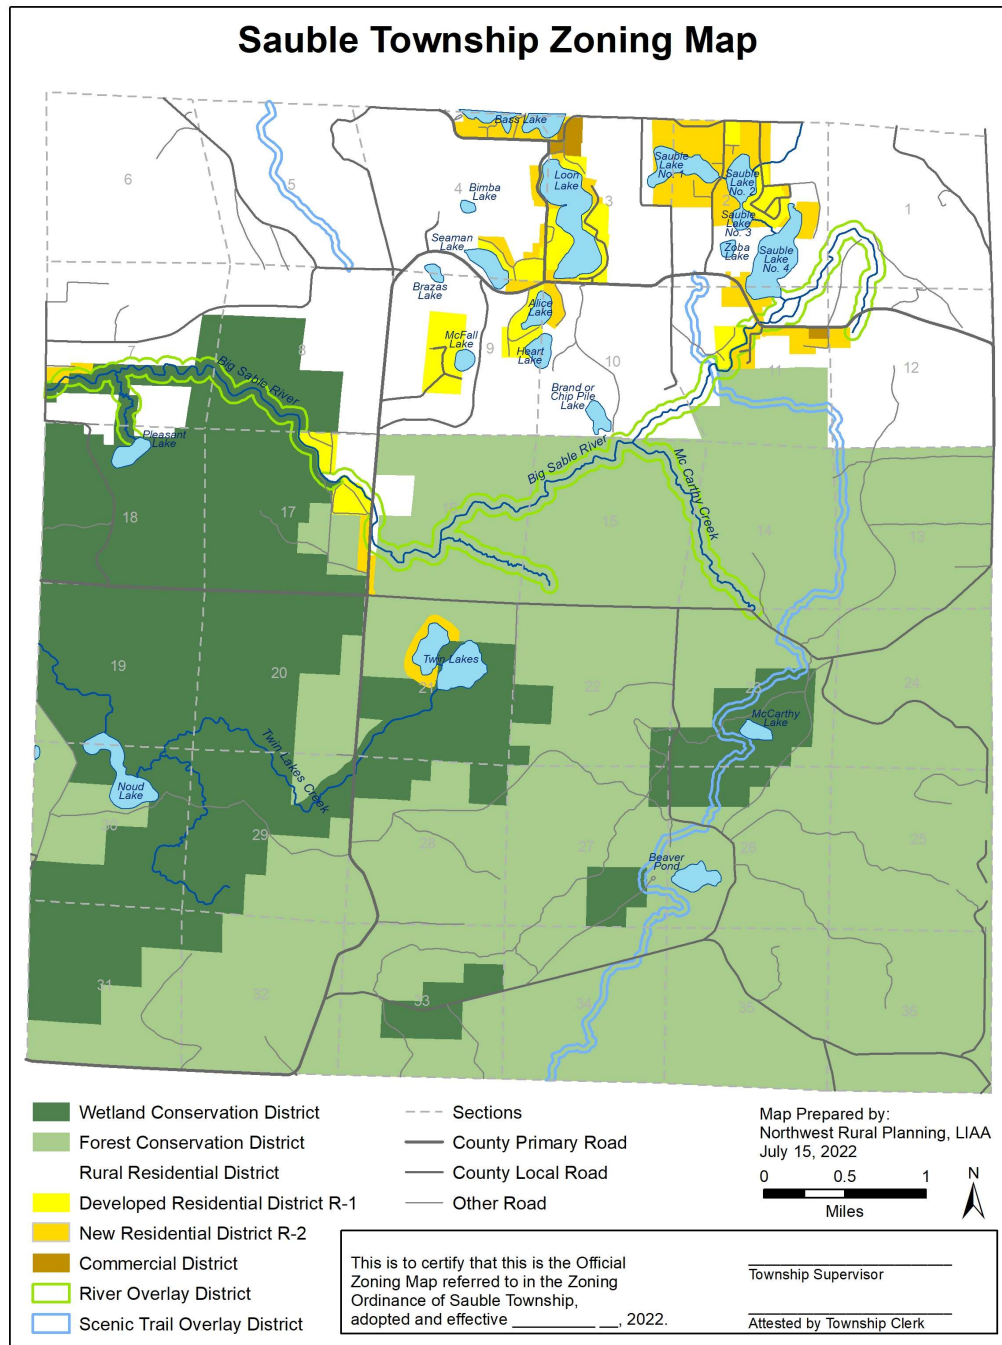 Sauble Township Zoning Map
Bass Lake
6
5
4
3
2
1
Bimba
Lake
Loon
Lake
Sauble
Lake
No. 1
Sauble
Lake
No. 2
Sauble
Lake
No. 3
Zoba
Lake
Sauble
Lake
No. 4
Seaman
Lake
Brazas
Lake
Alice
Lake
McFall
Lake
Heart
Lake
7
8
9
10
11
12
Big Sable River
Brand or
Chip Pile
Lake
Pleasant
Lake
Big Sable River
Mc Carthy Creek
18
17
15
14
13
Twin Lakes
19
20
21
22
23
24
McCarthy
Lake
Twin Lakes Creek
Noud
Lake
30
29
28
27
26
25
Beaver
Pond
31
32
33
34
35
36
Wetland Conservation District
Forest Conservation District
Rural Residential District
Developed Residential District R-1
New Residential District R-2
Commercial District
River Overlay District
Scenic Trail Overlay District
Sections
County Primary Road
County Local Road
Other Road
Map Prepared by:
Northwest Rural Planning, LIAA
July 15, 2022
0 0.5 1
Miles
N
This is to certify that this is the Official
Zoning Map referred to in the Zoning
Ordinance of Sauble Township,
adopted and effective _________ __, 2022.
Township Supervisor
Attested by Township Clerk